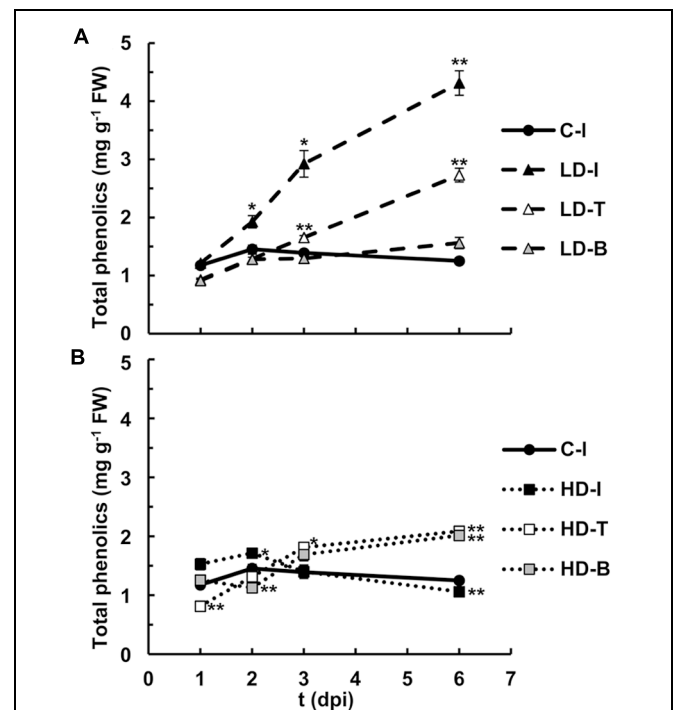 A
Total phenolics (mg g-1 FW)
5
4
3
2
1
0
*
*
**
**
**
C-I
LD-I
LD-T
LD-B
B
Total phenolics (mg g-1 FW)
5
4
3
2
1
0
**
*
**
*
**
**
**
C-I
HD-I
HD-T
HD-B
0 1 2 3 4 5 6 7
t (dpi)